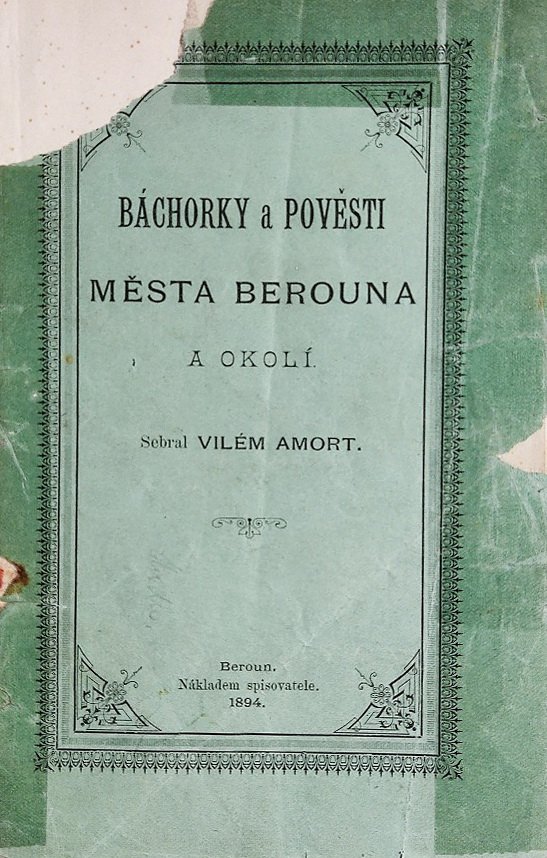 BÁCHORKY a POVĚSTI
MĚSTA BEROUNA
A OKOLÍ.
Sebral VILÉM AMORT.
Beroun.
Nákladem spisovatele.
1894.